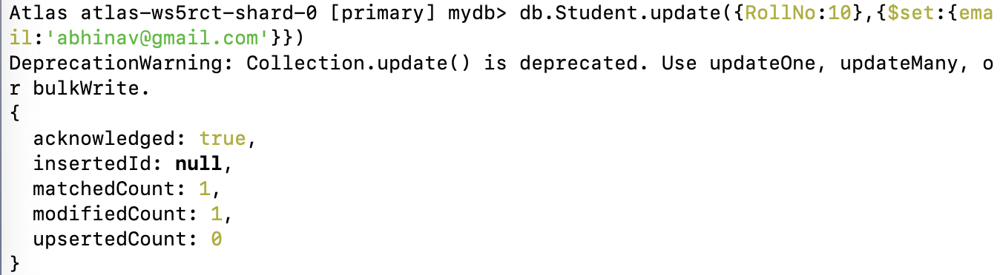 Atlas atlas-ws5rct-shard-0 [primary] mydb> db.Student.update({RollNo:10},{$set:{ema
il:'abhinav@gmail.com'}})
DeprecationWarning: Collection.update() is deprecated. Use updateOne, updateMany, o
r bulkWrite.
{
  acknowledged: true,
  insertedId: null,
  matchedCount: 1,
  modifiedCount: 1,
  upsertedCount: 0
}